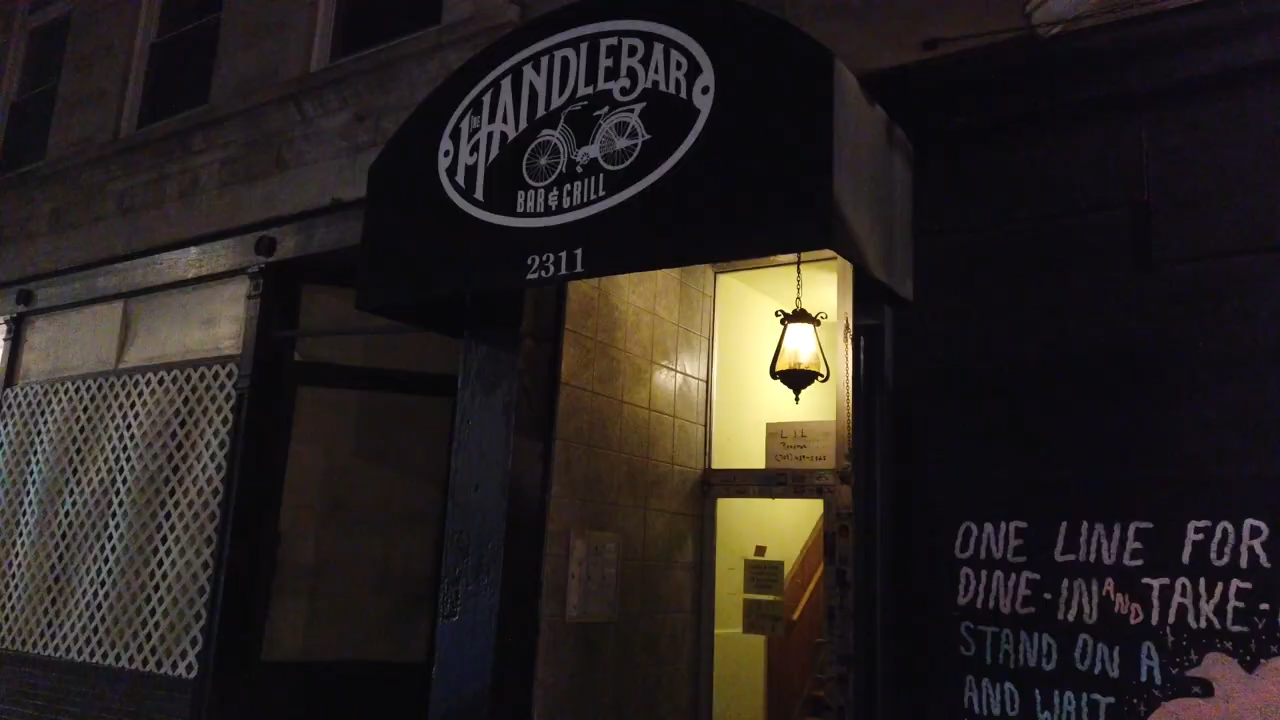 THE HANDLEBAR
BAR & GRILL
2311
ONE LINE FOR
DINE-IN AND TAKE-
STAND ON A
AND WAIT